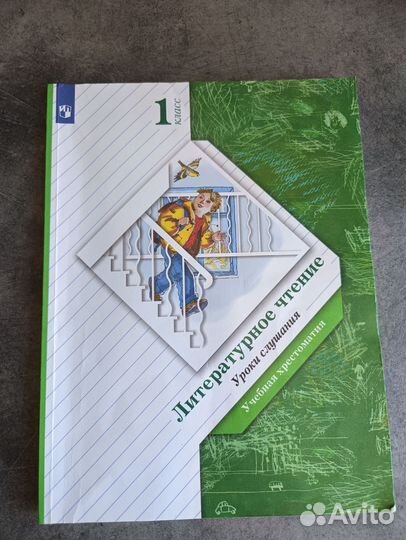 1
класс
Литературное чтение
Уроки слушания
Учебная хрестоматия
Avito